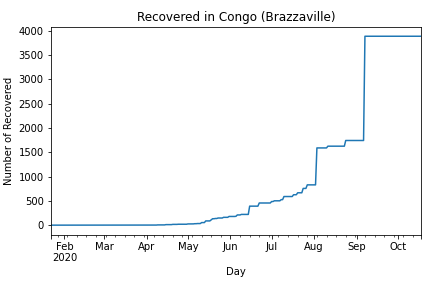 Recovered in Congo (Brazzaville)
Number of Recovered
4000
3500
3000
2500
2000
1500
1000
500
0
Feb Mar Apr May Jun Jul Aug Sep Oct
2020
Day